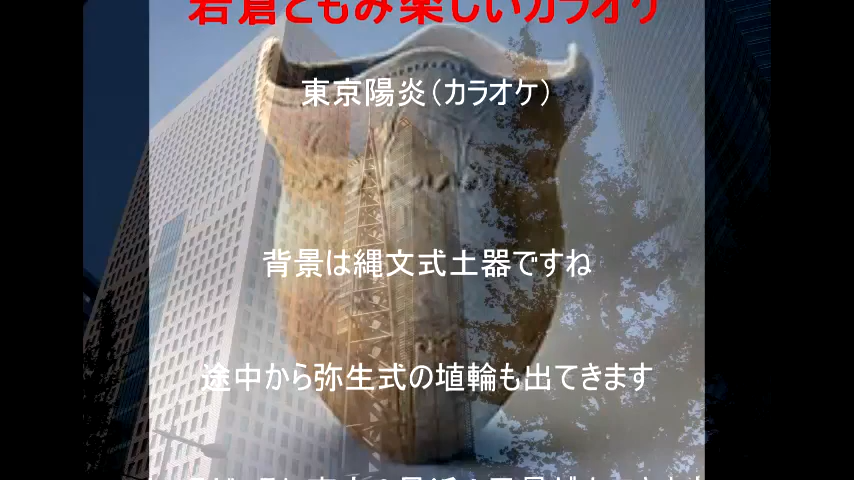 岩倉ともみ楽しいカラオケ
東京陽炎（カラオケ）
背景は縄文式土器ですね
途中から弥生式の埴輪も出てきます